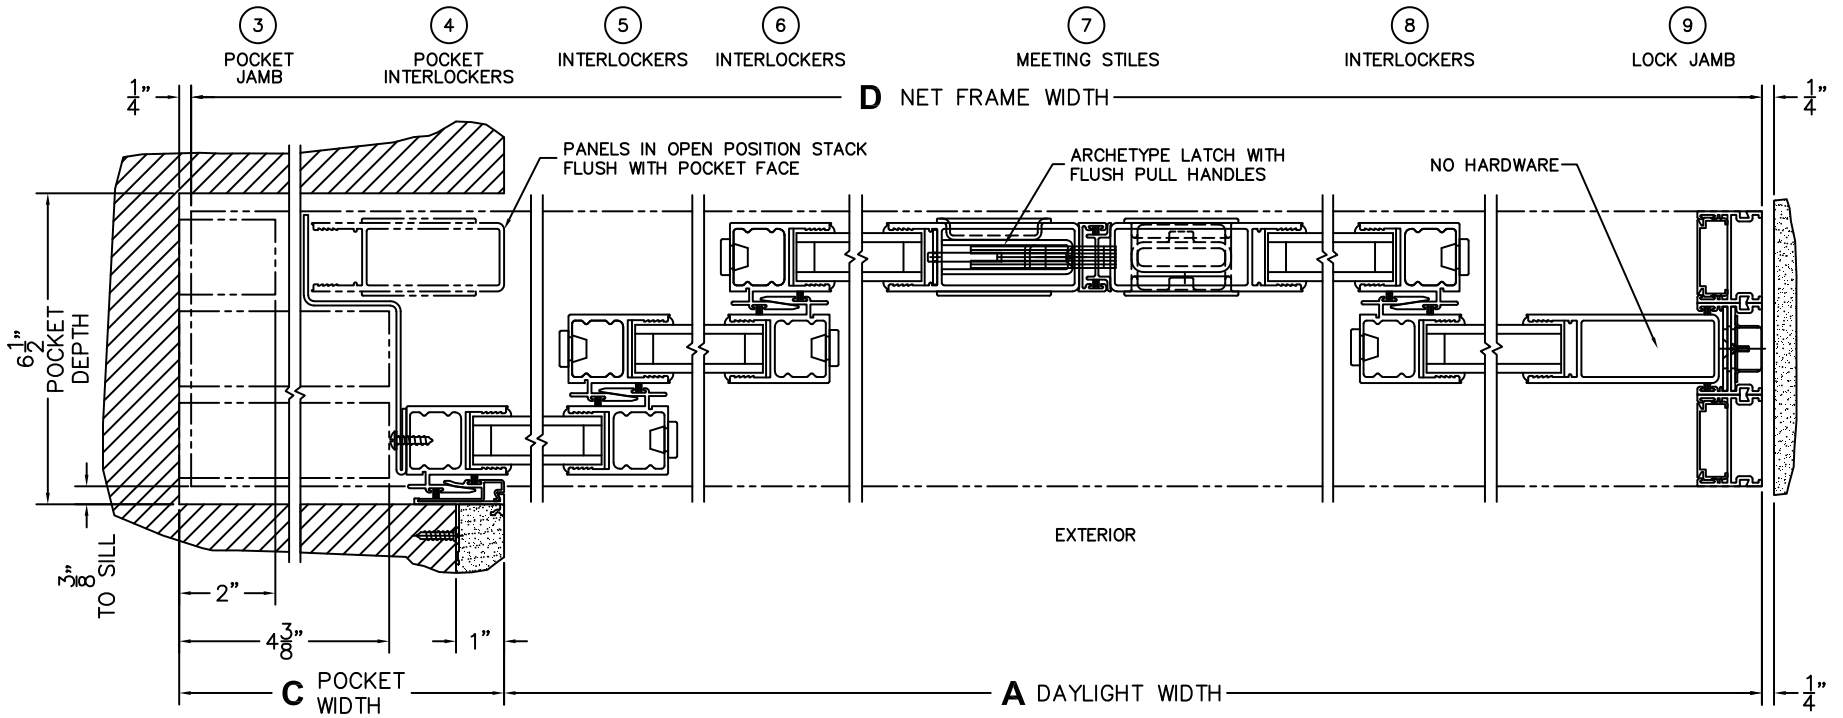 3
POCKET
JAMB
4
POCKET
INTERLOCKERS
5
INTERLOCKERS
6
INTERLOCKERS
7
MEETING STILES
8
INTERLOCKERS
9
LOCK JAMB
1/4"
D NET FRAME WIDTH
1/4"
PANELS IN OPEN POSITION STACK
FLUSH WITH POCKET FACE
ARCHETYPE LATCH WITH
FLUSH PULL HANDLES
NO HARDWARE
6 1/2"
POCKET
DEPTH
EXTERIOR
3/8"
TO SILL
2"
4 3/8"
1"
C POCKET
WIDTH
A DAYLIGHT WIDTH
1/4"